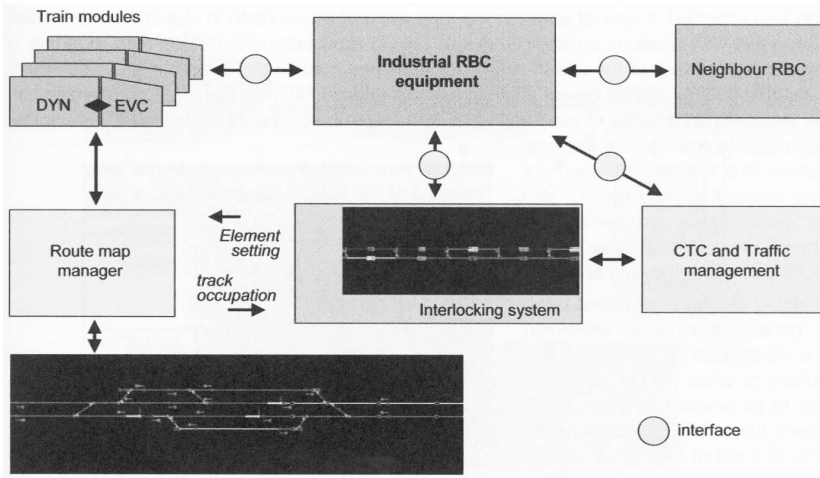 Train modules
DYN
EVC
Industrial RBC
equipment
Neighbour RBC
Route map
manager
Element
setting
track
occupation
Interlocking system
CTC and Traffic
management
interface